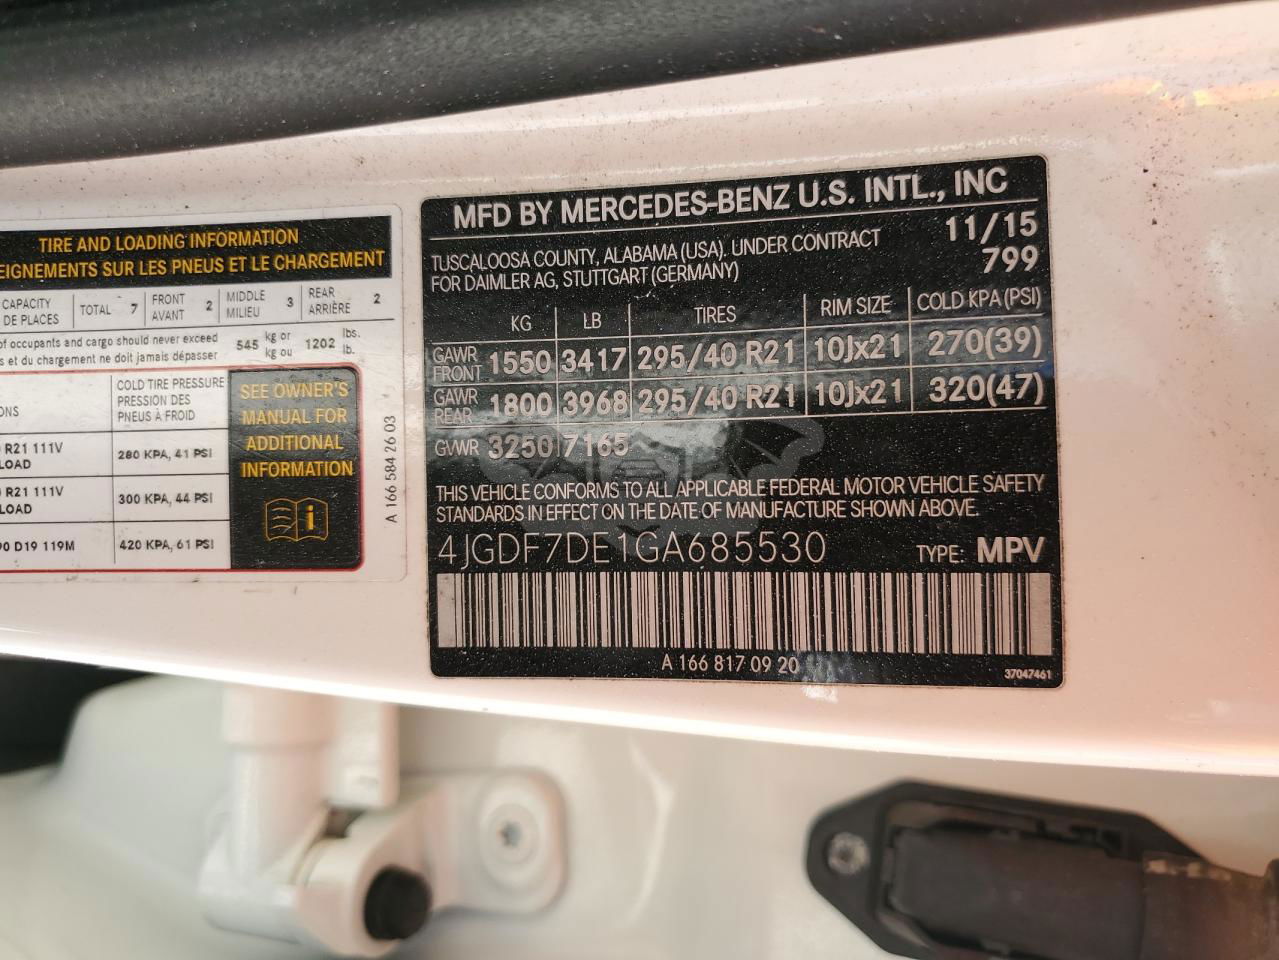 TIRE AND LOADING INFORMATION
EIGNEMENTS SUR LES PNEUS ET LE CHARGEMENT
CAPACITY
DE PLACES
TOTAL 7
FRONT
AVANT 2
MIDDLE
MILIEU 3
REAR
ARRIÈRE 2
of occupants and cargo should never exceed
s et du chargement ne doit jamais dépasser
545 kg or
kg ou
1202 lbs.
lb.
ONS
COLD TIRE PRESSURE
PRESSION DES
PNEUS À FROID
R21 111V
LOAD
280 KPA, 41 PSI
R21 111V
LOAD
300 KPA, 44 PSI
90 D19 119M
420 KPA, 61 PSI
SEE OWNER'S
MANUAL FOR
ADDITIONAL
INFORMATION
i
A 166 584 26 03
MFD BY MERCEDES-BENZ U.S. INTL., INC
TUSCALOOSA COUNTY, ALABAMA (USA). UNDER CONTRACT
FOR DAIMLER AG, STUTTGART (GERMANY)
11/15
799
KG LB TIRES RIM SIZE COLD KPA(PSI)
GAWR
FRONT 1550 3417 295/40 R21 10Jx21 270(39)
GAWR
REAR 1800 3968 295/40 R21 10Jx21 320(47)
GVWR 3250 7165
THIS VEHICLE CONFORMS TO ALL APPLICABLE FEDERAL MOTOR VEHICLE SAFETY
STANDARDS IN EFFECT ON THE DATE OF MANUFACTURE SHOWN ABOVE.
4JGDF7DE1GA685530 TYPE: MPV
A 166 817 09 20
37047461